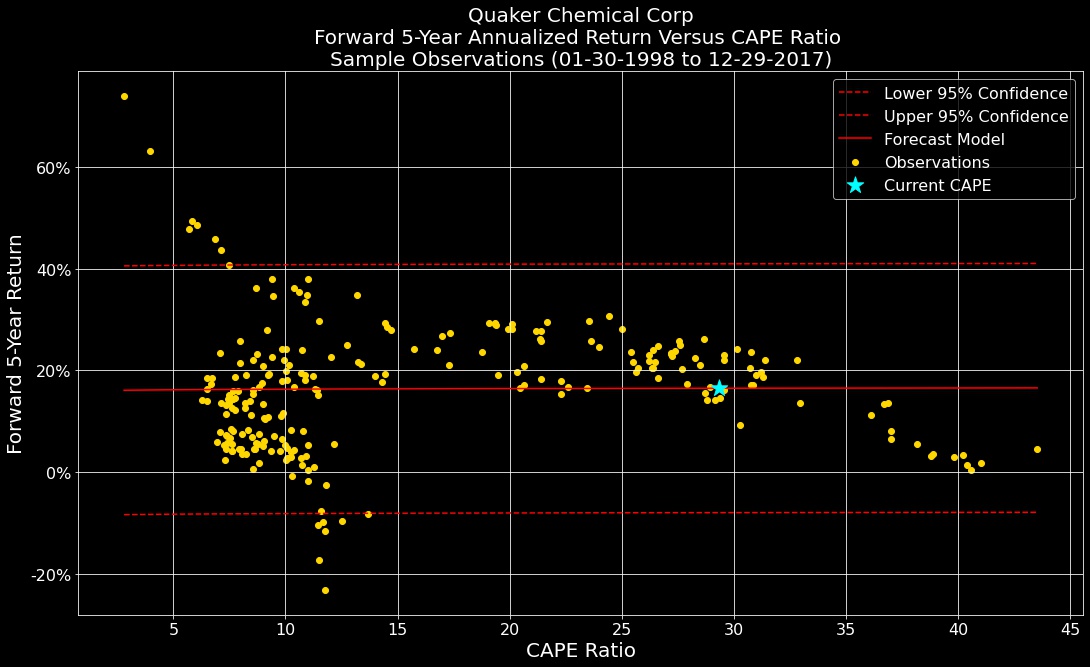 Quaker Chemical Corp
Forward 5-Year Annualized Return Versus CAPE Ratio
Sample Observations (01-30-1998 to 12-29-2017)
Lower 95% Confidence
Upper 95% Confidence
Forecast Model
Observations
Current CAPE
Forward 5-Year Return
60%
40%
20%
0%
-20%
5 10 15 20 25 30 35 40 45
CAPE Ratio